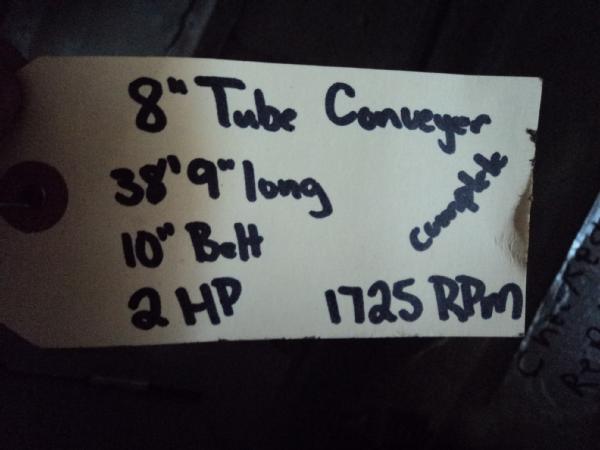 8" Tube Conveyer
38' 9" long
complete
10" Belt
2 HP 1725 RPM